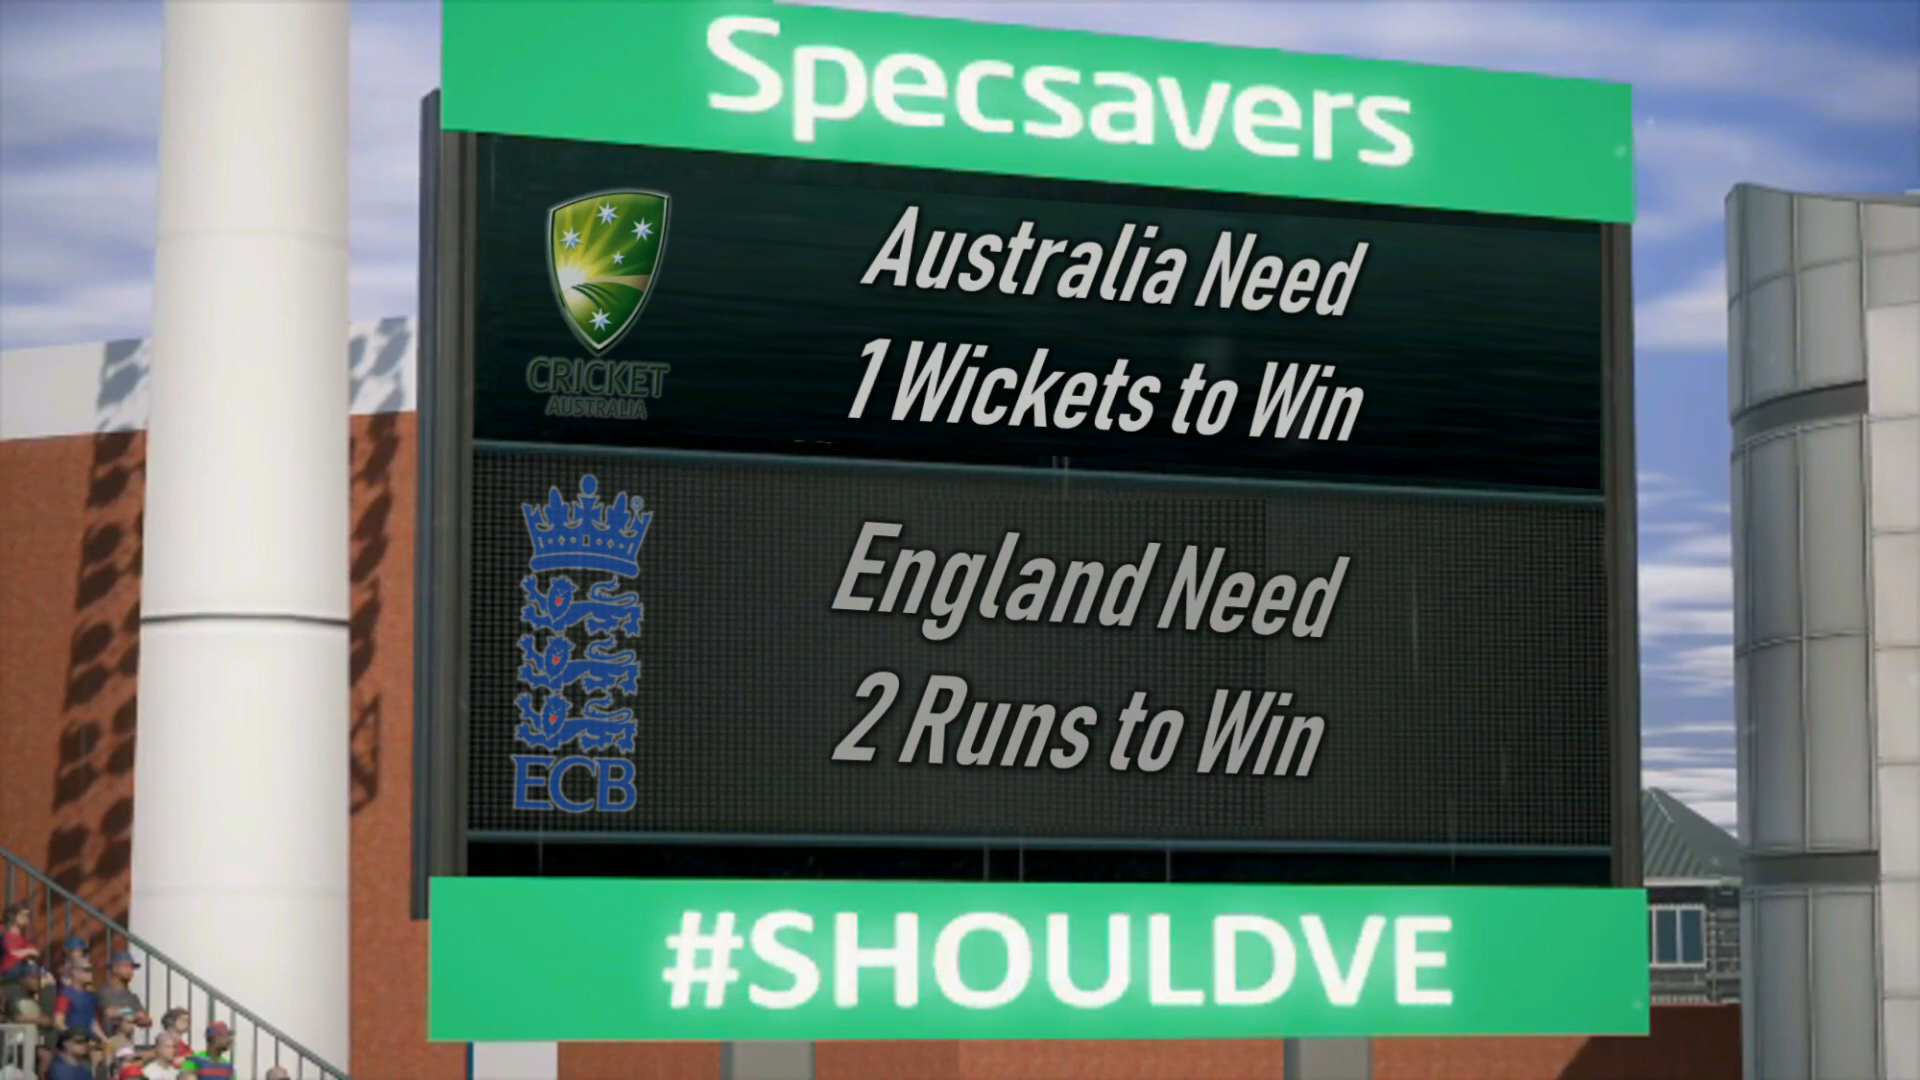 Specsavers
Australia Need
1 Wickets to Win
CRICKET
AUSTRALIA
England Need
2 Runs to Win
ECB
#SHOULDVE